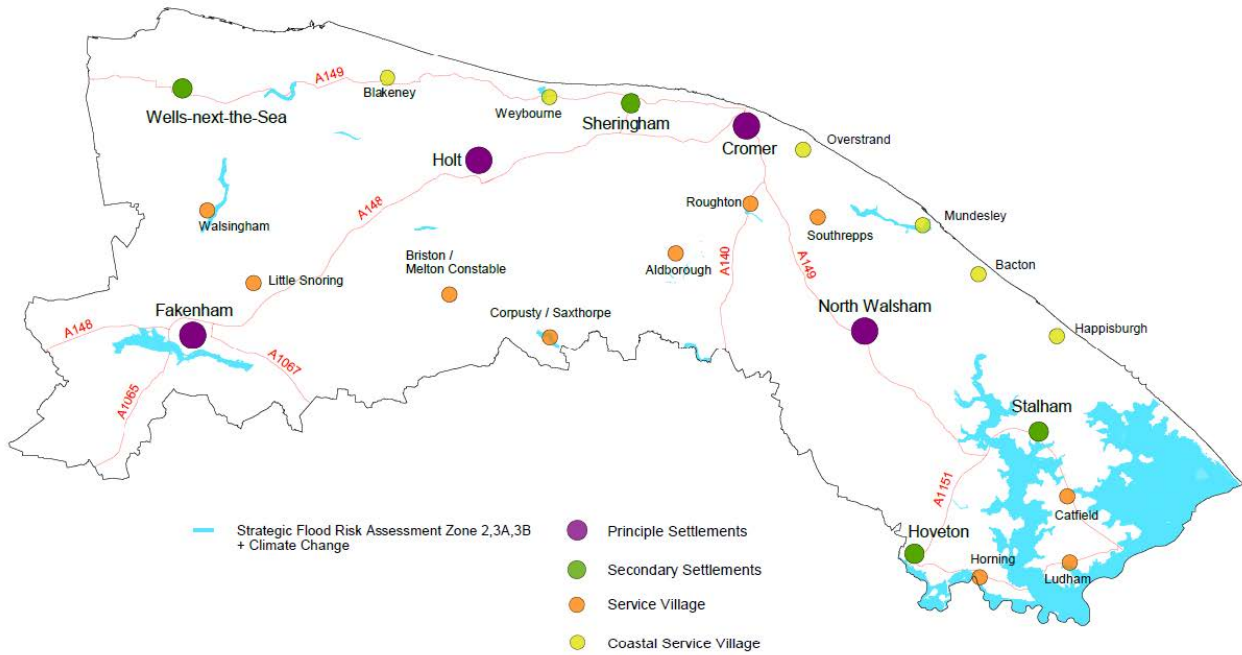 A149
Blakeney
Wells-next-the-Sea
Weybourne
Sheringham
Cromer
Overstrand
Holt
A148
Walsingham
Roughton
Southrepps
Mundesley
Briston /
Melton Constable
Aldborough
A140
A149
Bacton
Little Snoring
Fakenham
A148
Corpusty / Saxthorpe
North Walsham
Happisburgh
A1067
A1065
Stalham
A1151
Catfield
Hoveton
Horning
Ludham
Strategic Flood Risk Assessment Zone 2,3A,3B
+ Climate Change
Principle Settlements
Secondary Settlements
Service Village
Coastal Service Village